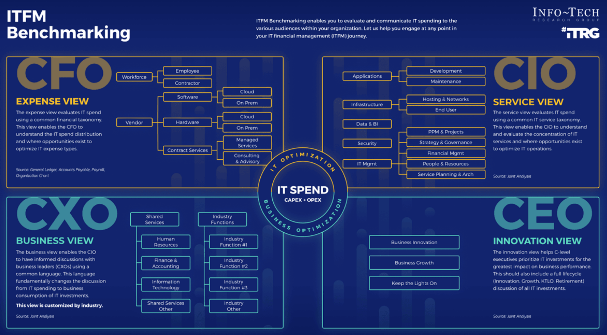 ITFM
Benchmarking
ITFM Benchmarking enables you to evaluate and communicate IT spending to the
various audiences within your organization. Let us help you engage at any point in
your IT financial management (ITFM) journey.
INFO~TECH
RESEARCH GROUP
#iTRG
CFO
EXPENSE VIEW
The expense view evaluates IT spend
using a common financial taxonomy.
This view enables the CFO to
understand the IT spend distribution
and where opportunities exist to
optimize IT expense types
Source: General Ledger, Accounts Payable, Payroll,
Organization Chart
Workforce
Employee
Contractor
Vendor
Software
Cloud
On Prem
Hardware
Cloud
On Prem
Contract Services
Managed
Services
Consulting
& Advisory
CIO
SERVICE VIEW
The service view evaluates IT spend
using a common IT service taxonomy.
This view enables the CIO to understand
and evaluate the concentration of IT
services and where opportunities exist
to optimize IT operations.
Source: Joint Analysis
Applications
Development
Maintenance
Infrastructure
Hosting & Networks
End User
Data & BI
Security
IT Mgmt
PPM & Projects
Strategy & Governance
Financial Mgmt
People & Resources
Service Planning & Arch
IT OPTIMIZATION
IT SPEND
CAPEX + OPEX
BUSINESS OPTIMIZATION
CXO
BUSINESS VIEW
The business view enables the CIO
to have informed discussions with
business leaders (CXOs) using a
common language. This language
fundamentally changes the discussion
from IT spending to business
consumption of IT investments.
This view is customized by industry.
Source: Joint Analysis
Shared
Services
Human
Resources
Finance &
Accounting
Information
Technology
Shared Services
Other
Industry
Functions
Industry
Function #1
Industry
Function #2
Industry
Function #3
Industry
Other
CEO
INNOVATION VIEW
The innovation view helps C-level
executives prioritize IT investments for the
greatest impact on business performance.
This should also include a full lifecycle
(Innovation, Growth, KTLO, Retirement)
discussion of all IT investments.
Source: Joint Analysis
Business Innovation
Business Growth
Keep the Lights On